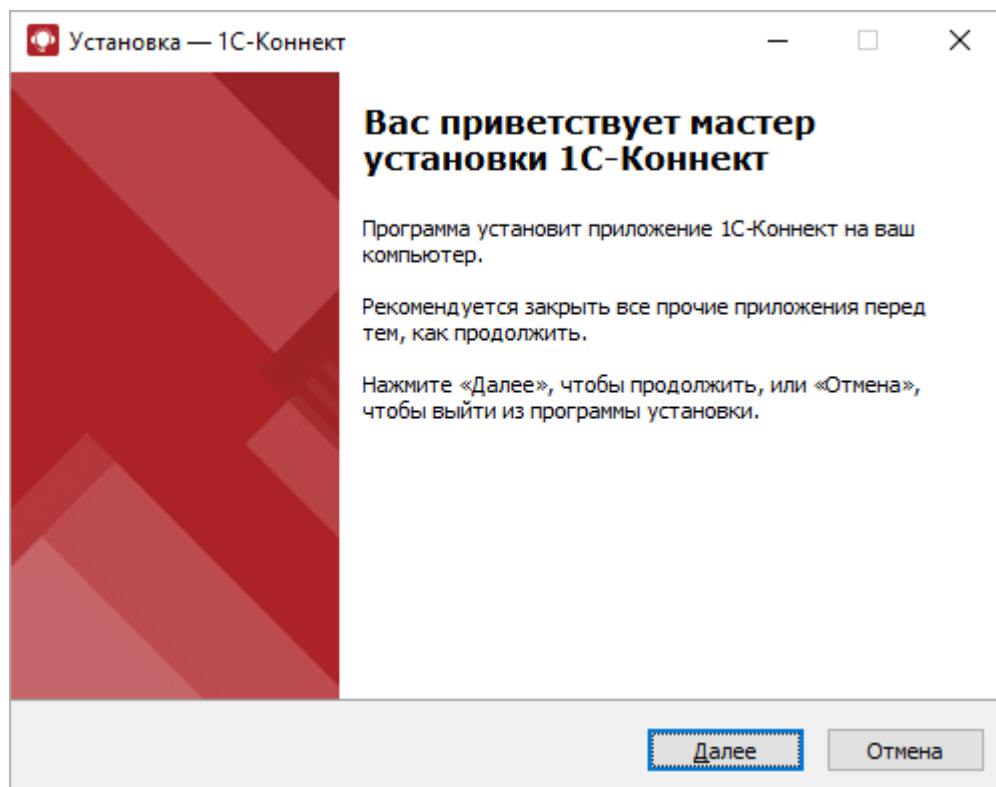 Установка — 1С-Коннект
Вас приветствует мастер
установки 1С-Коннект
Программа установит приложение 1С-Коннект на ваш
компьютер.
Рекомендуется закрыть все прочие приложения перед
тем, как продолжить.
Нажмите «Далее», чтобы продолжить, или «Отмена»,
чтобы выйти из программы установки.
Далее
Отмена